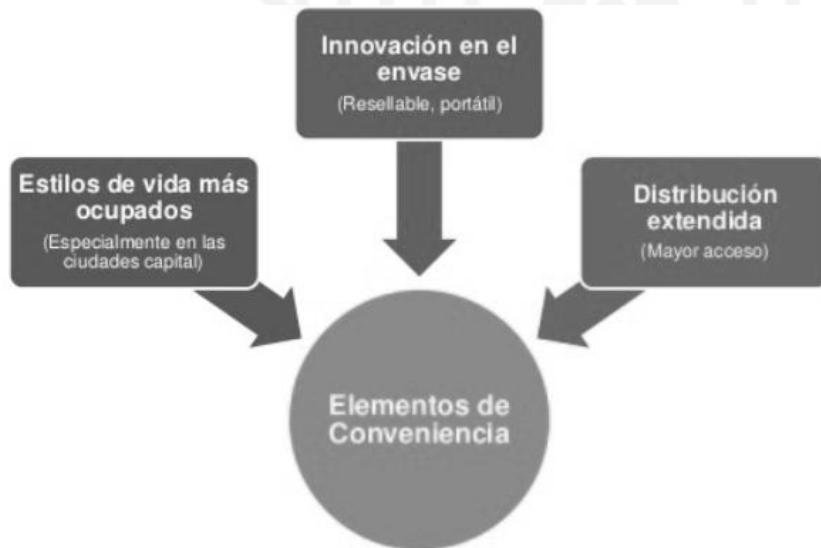 Innovación en el
envase
(Resellable, portátil)
Estilos de vida más
ocupados
(Especialmente en las
ciudades capital)
Distribución
extendida
(Mayor acceso)
Elementos de
Conveniencia